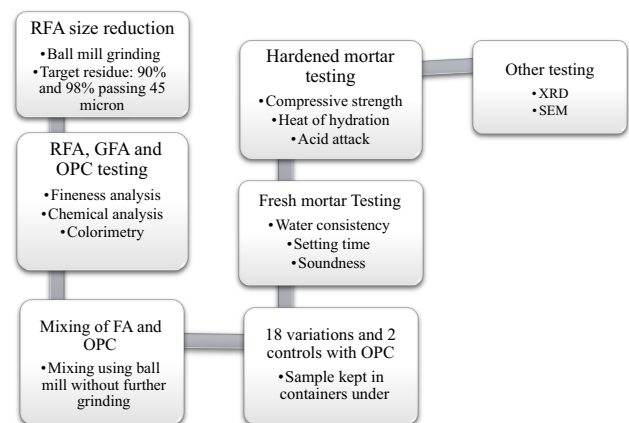 RFA size reduction
•Ball mill grinding
•Target residue: 90%
and 98% passing 45
micron
RFA, GFA and
OPC testing
•Fineness analysis
•Chemical analysis
•Colorimetry
Mixing of FA and
OPC
•Mixing using ball
mill without further
grinding
18 variations and 2
controls with OPC
•Sample kept in
containers under
Fresh mortar Testing
•Water consistency
•Setting time
•Soundness
Hardened mortar
testing
•Compressive strength
•Heat of hydration
•Acid attack
Other testing
•XRD
•SEM